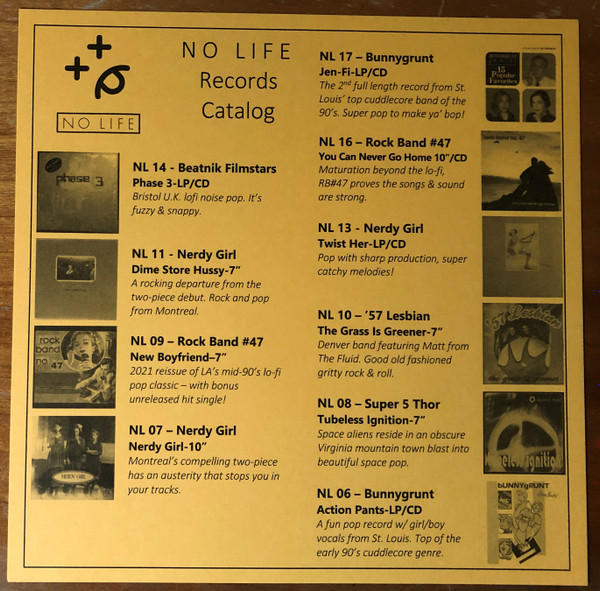 NO LIFE
Records
Catalog
NO LIFE
phase 3
NL 14 - Beatnik Filmstars
Phase 3-LP/CD
Bristol U.K. lofi noise pop. It's
fuzzy & snappy.
NL 11 - Nerdy Girl
Dime Store Hussy-7"
A rocking departure from the
two-piece debut. Rock and pop
from Montreal.
rock
band
no
47
NL 09 – Rock Band #47
New Boyfriend–7"
2021 reissue of LA's mid-90's lo-fi
pop classic – with bonus
unreleased hit single!
NERDY GIRL
NL 07 – Nerdy Girl
Nerdy Girl-10"
Montreal's compelling two-piece
has an austerity that stops you in
your tracks.
NL 17 – Bunnygrunt
Jen-Fi-LP/CD
The 2nd full length record from St.
Louis' top cuddlecore band of the
90's. Super pop to make ya' bop!
15
Popular
Favorites
NL 16 – Rock Band #47
You Can Never Go Home 10"/CD
Maturation beyond the lo-fi,
RB#47 proves the songs & sound
are strong.
NL 13 - Nerdy Girl
Twist Her-LP/CD
Pop with sharp production, super
catchy melodies!
NL 10 – '57 Lesbian
The Grass Is Greener-7"
Denver band featuring Matt from
The Fluid. Good old fashioned
gritty rock & roll.
'57 Lesbian
the grass is greener
NL 08 – Super 5 Thor
Tubeless Ignition-7"
Space aliens reside in an obscure
Virginia mountain town blast into
beautiful space pop.
tubeless ignition
NL 06 – Bunnygrunt
Action Pants-LP/CD
A fun pop record w/ girl/boy
vocals from St. Louis. Top of the
early 90's cuddlecore genre.
bUNNYgRUNT